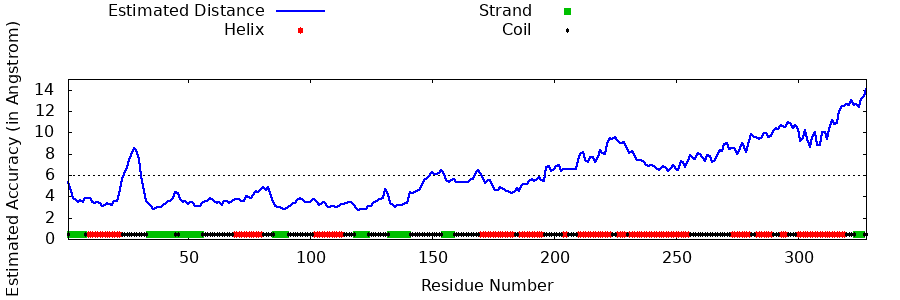 Estimated Distance
Strand
Helix
Coil
Estimated Accuracy (in Angstrom)
14
12
10
8
6
4
2
0
50
100
150
200
250
300
Residue Number